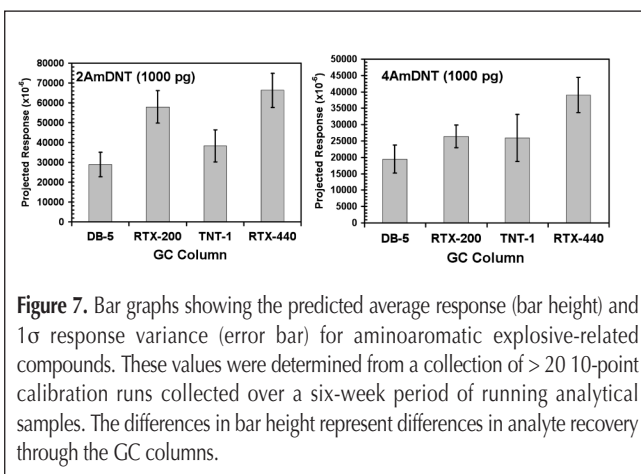 2AmDNT (1000 pg)
Projected Response (x10⁻⁶)
80000
70000
60000
50000
40000
30000
20000
10000
0
DB-5 RTX-200 TNT-1 RTX-440
GC Column
4AmDNT (1000 pg)
Projected Response (x10⁻⁶)
50000
45000
40000
35000
30000
25000
20000
15000
10000
5000
0
DB-5 RTX-200 TNT-1 RTX-440
GC Column
Figure 7. Bar graphs showing the predicted average response (bar height) and
1σ response variance (error bar) for aminoaromatic explosive-related
compounds. These values were determined from a collection of > 20 10-point
calibration runs collected over a six-week period of running analytical
samples. The differences in bar height represent differences in analyte recovery
through the GC columns.